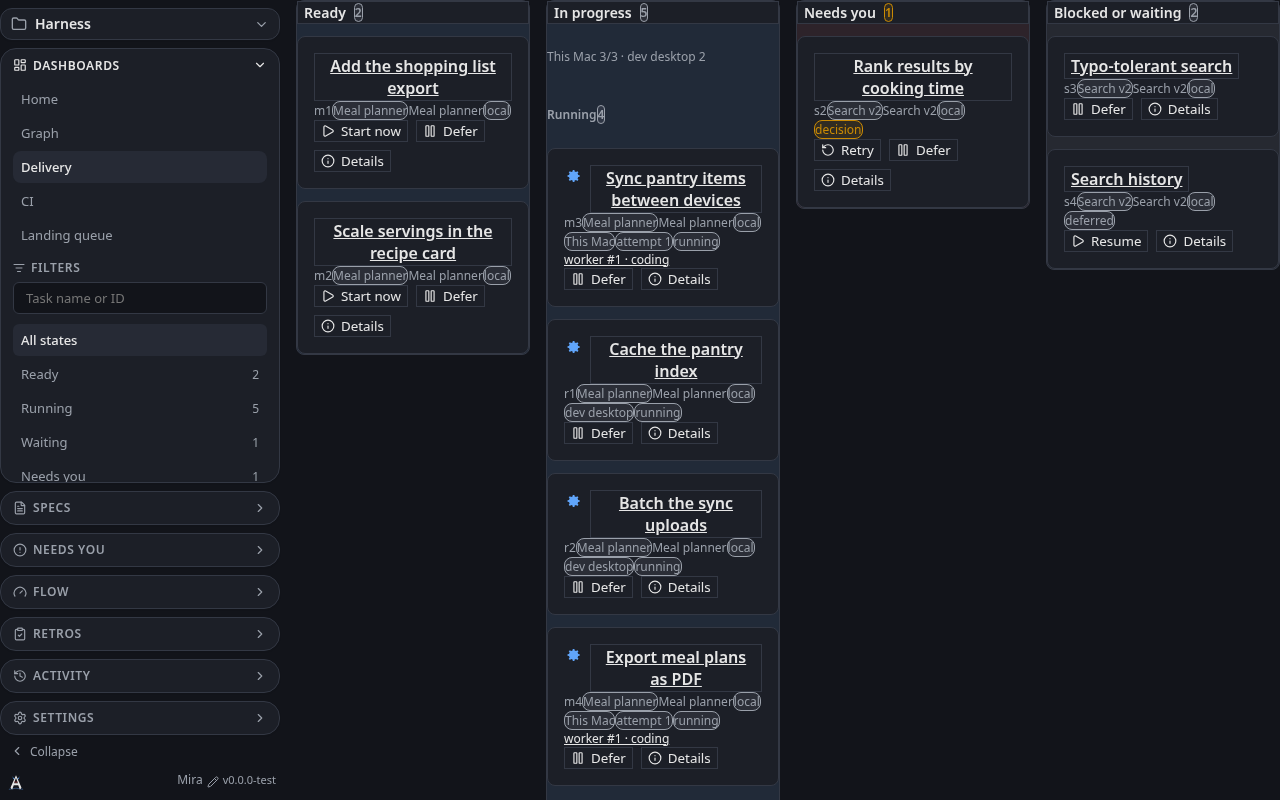 Harness
DASHBOARDS
Home
Graph
Delivery
CI
Landing queue
FILTERS
Task name or ID
All states
Ready 2
Running 5
Waiting 1
Needs you 1
SPECS
NEEDS YOU
FLOW
RETROS
ACTIVITY
SETTINGS
Collapse
Mira v0.0.0-test
Ready 2
Add the shopping list
export
m1 Meal planner Meal planner local
Start now Defer
Details
Scale servings in the
recipe card
m2 Meal planner Meal planner local
Start now Defer
Details
In progress 5
This Mac 3/3 · dev desktop 2
Running 4
Sync pantry items
between devices
m3 Meal planner Meal planner local
This Mac attempt 1 running
worker #1 · coding
Defer Details
Cache the pantry
index
r1 Meal planner Meal planner local
dev desktop running
Defer Details
Batch the sync
uploads
r2 Meal planner Meal planner local
dev desktop running
Defer Details
Export meal plans
as PDF
m4 Meal planner Meal planner local
This Mac attempt 1 running
worker #1 · coding
Defer Details
Needs you 1
Rank results by
cooking time
s2 Search v2 Search v2 local
decision
Retry Defer
Details
Blocked or waiting 2
Typo-tolerant search
s3 Search v2 Search v2 local
Defer Details
Search history
s4 Search v2 Search v2 local
deferred
Resume Details